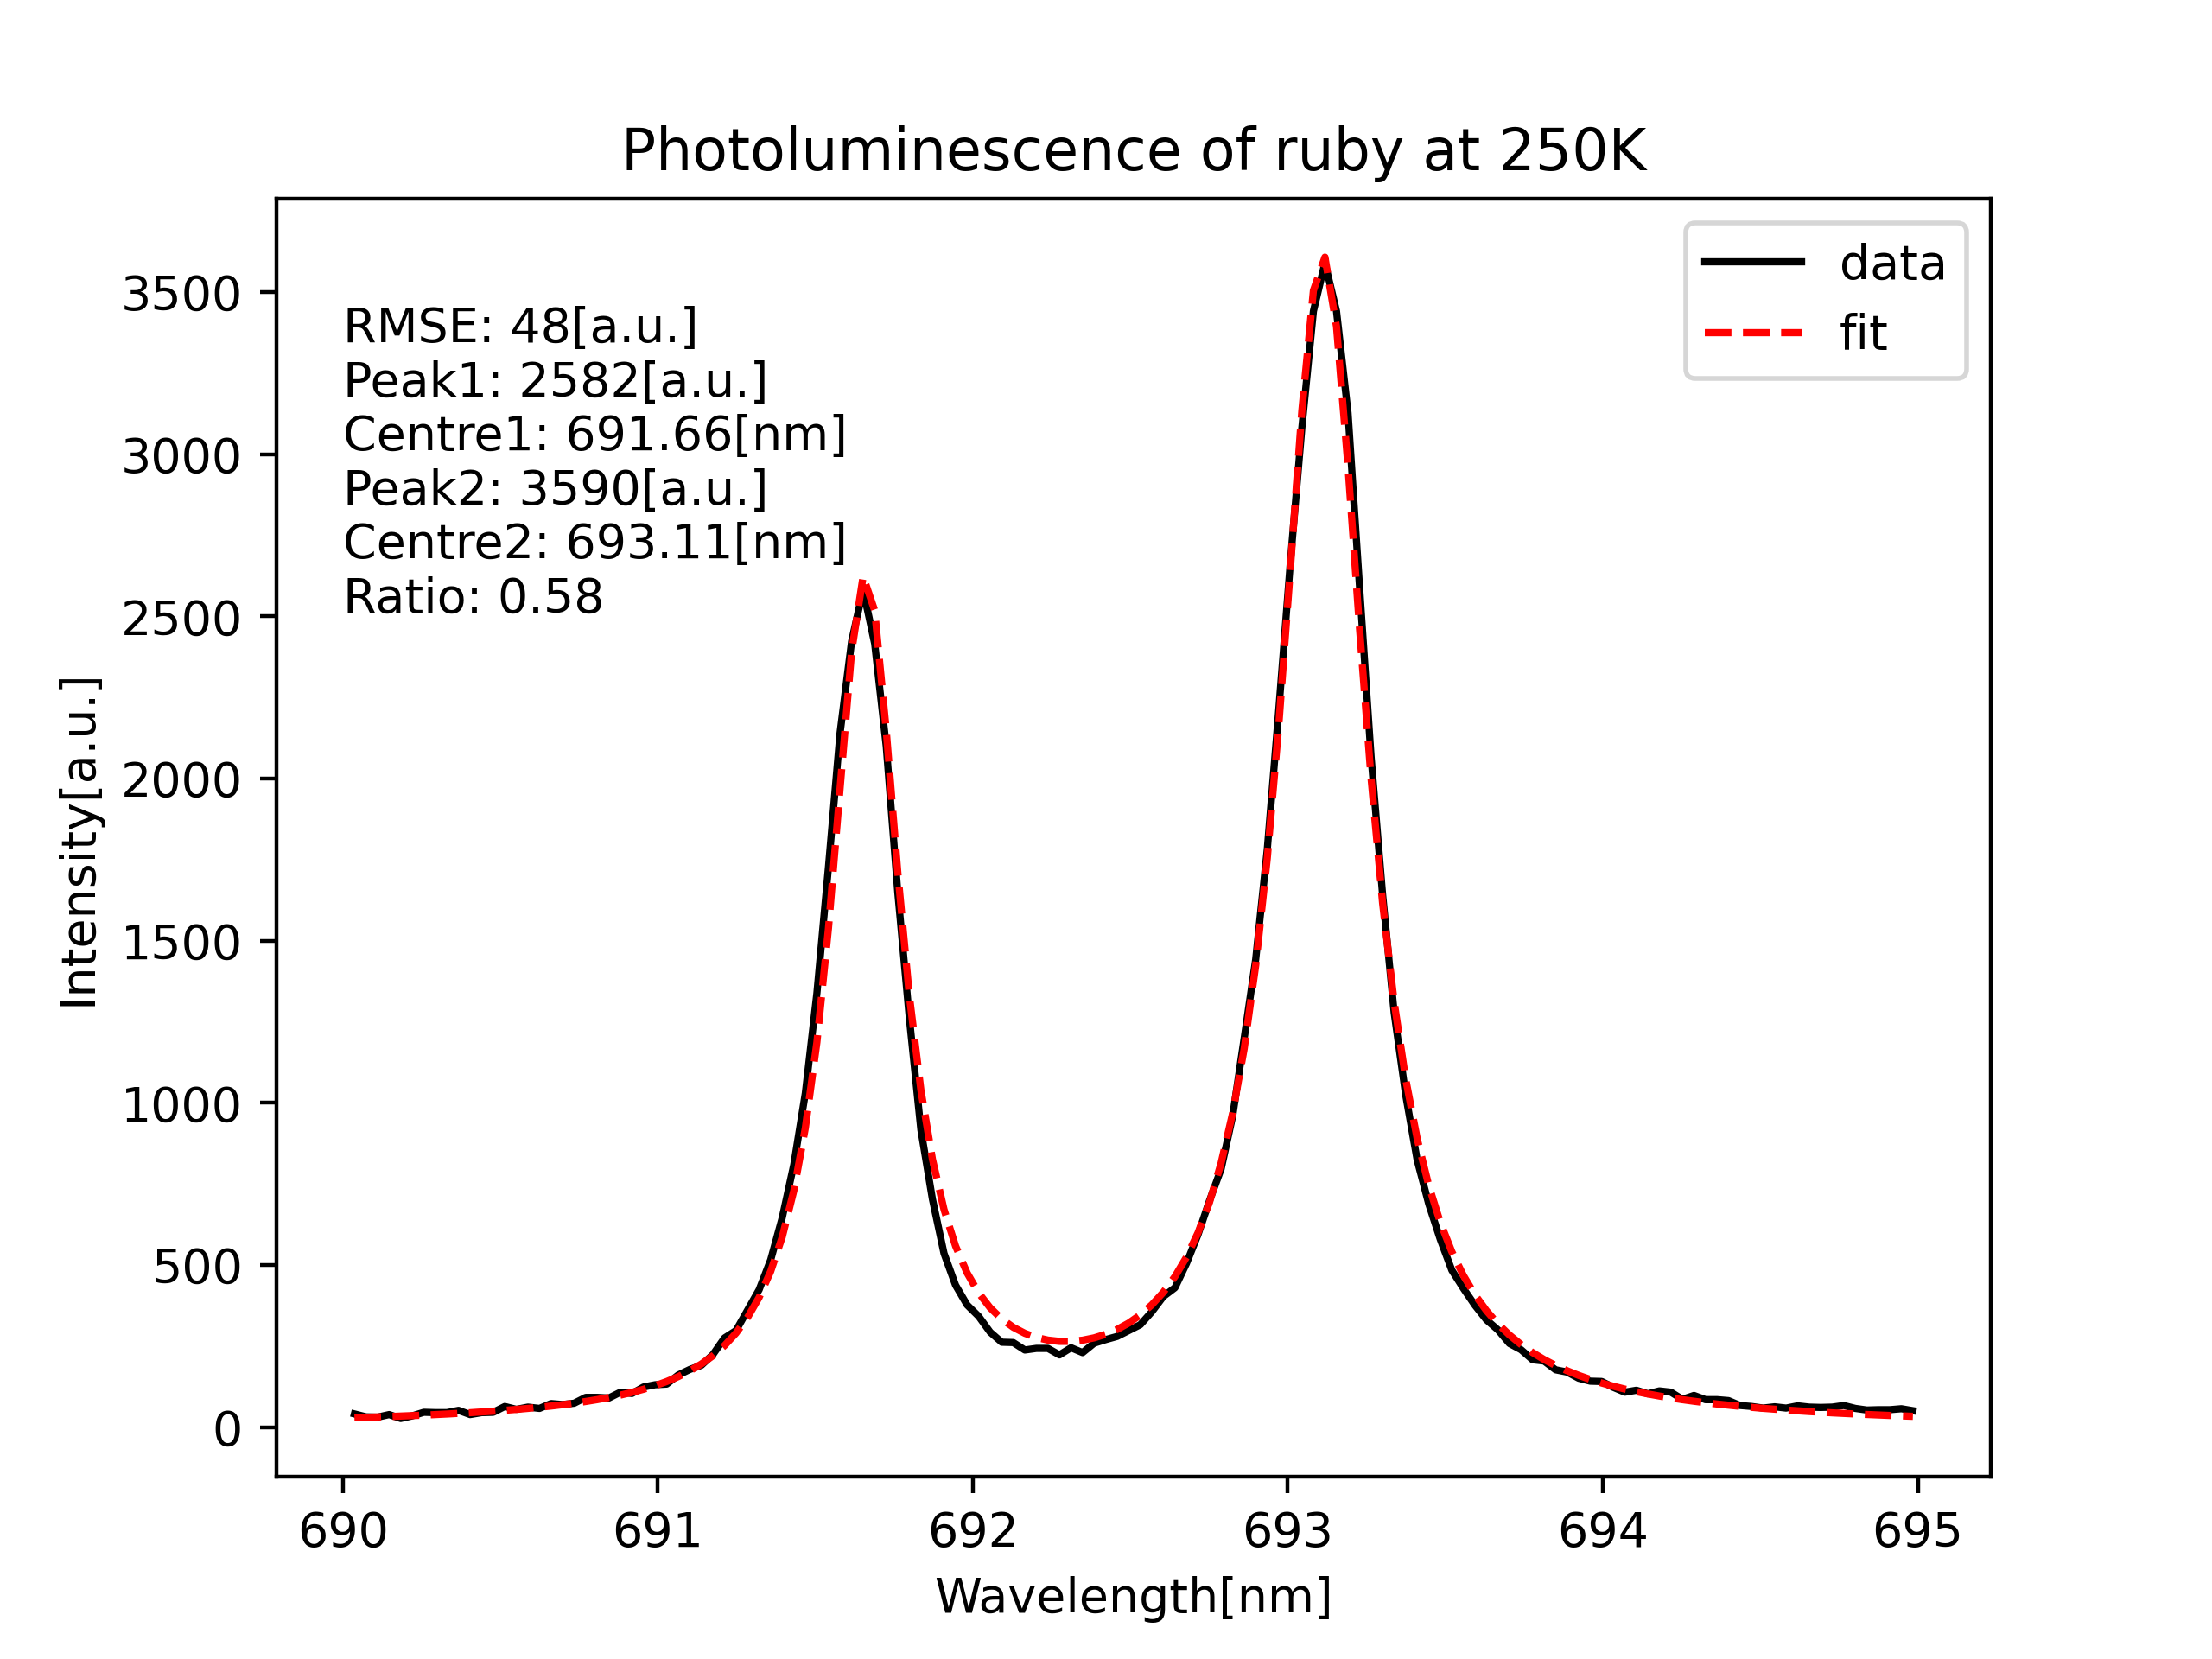 Photoluminescence of ruby at 250K
data
fit
RMSE: 48[a.u.]
Peak1: 2582[a.u.]
Centre1: 691.66[nm]
Peak2: 3590[a.u.]
Centre2: 693.11[nm]
Ratio: 0.58
Intensity[a.u.]
3500
3000
2500
2000
1500
1000
500
0
690 691 692 693 694 695
Wavelength[nm]